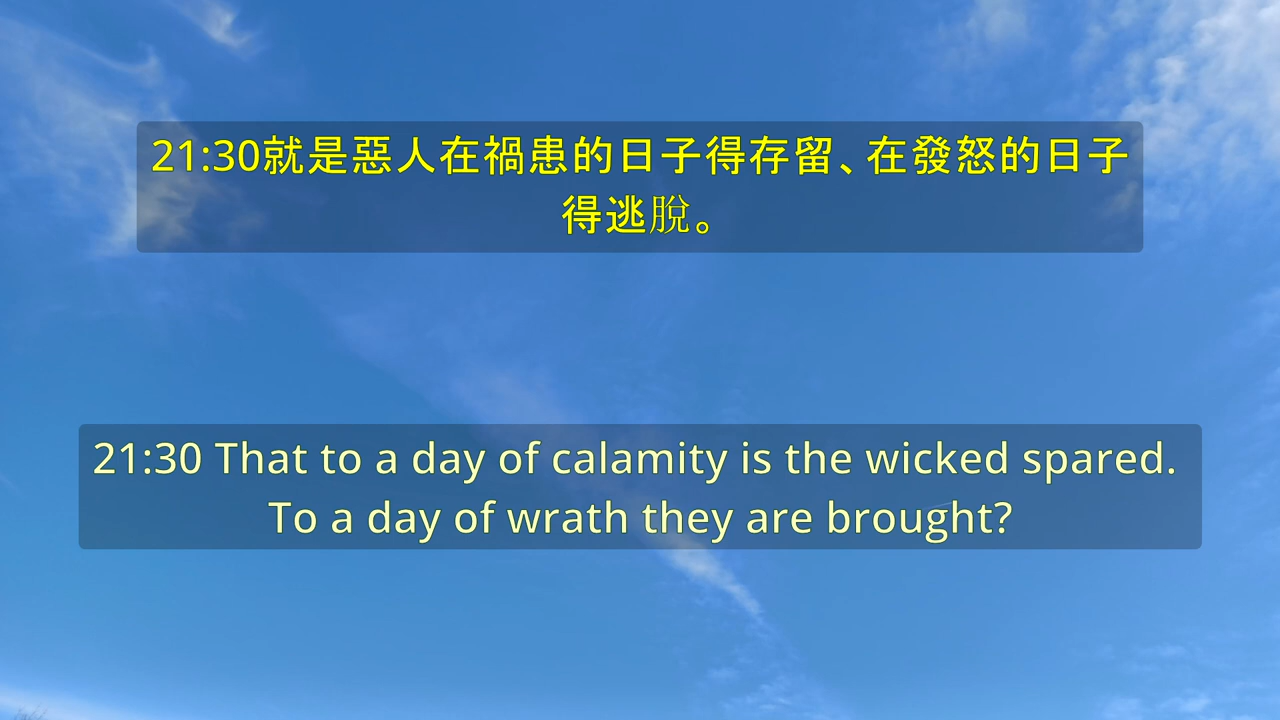 21:30就是惡人在禍患的日子得存留、在發怒的日子
得逃脫。
21:30 That to a day of calamity is the wicked spared.
To a day of wrath they are brought?